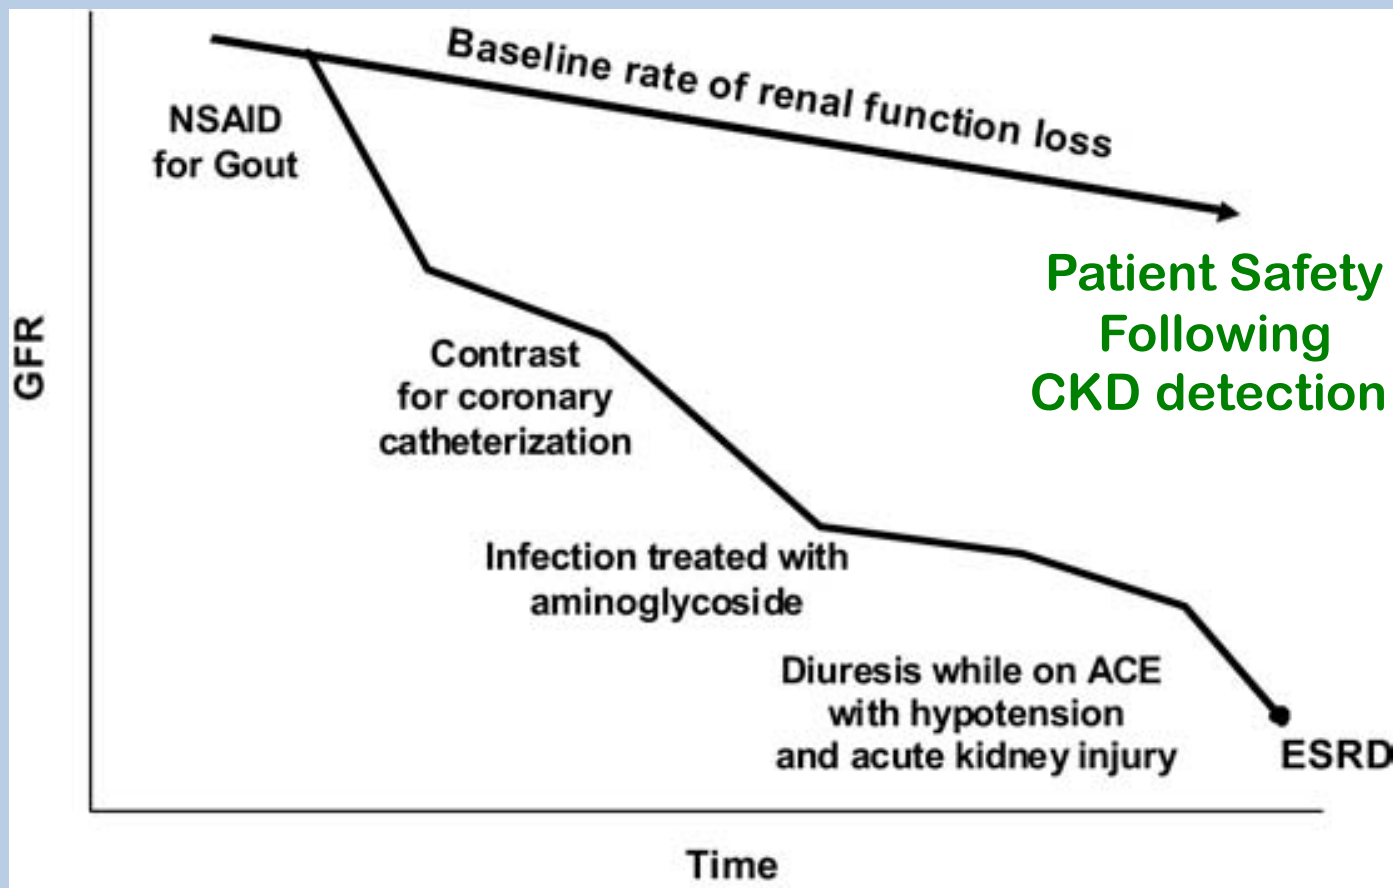 Baseline rate of renal function loss
NSAID
for Gout
Patient Safety
Following
CKD detection
GFR
Contrast
for coronary
catheterization
Infection treated with
aminoglycoside
Diuresis while on ACE
with hypotension
and acute kidney injury
ESRD
Time